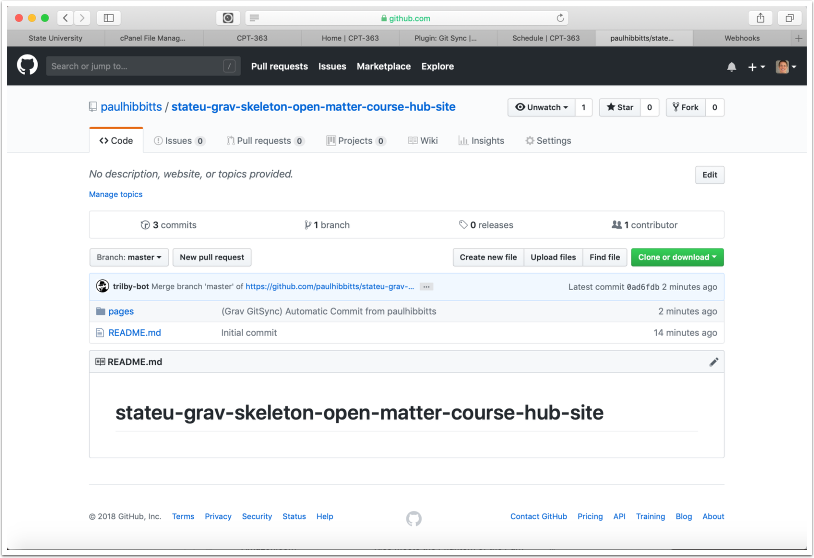 github.com
State University
cPanel File Manag...
CPT-363
Home | CPT-363
Plugin: Git Sync |...
Schedule | CPT-363
paulhibbitts/state...
Webhooks
Search or jump to...
/
Pull requests
Issues
Marketplace
Explore
paulhibbitts / stateu-grav-skeleton-open-matter-course-hub-site
Unwatch 1
Star 0
Fork 0
Code
Issues 0
Pull requests 0
Projects 0
Wiki
Insights
Settings
No description, website, or topics provided.
Edit
Manage topics
3 commits
1 branch
0 releases
1 contributor
Branch: master
New pull request
Create new file
Upload files
Find file
Clone or download
trilby-bot Merge branch 'master' of https://github.com/paulhibbitts/stateu-grav-... ...
Latest commit 0ad6fdb 2 minutes ago
pages
(Grav GitSync) Automatic Commit from paulhibbitts
2 minutes ago
README.md
Initial commit
14 minutes ago
README.md
stateu-grav-skeleton-open-matter-course-hub-site
© 2018 GitHub, Inc.
Terms
Privacy
Security
Status
Help
Contact GitHub
Pricing
API
Training
Blog
About